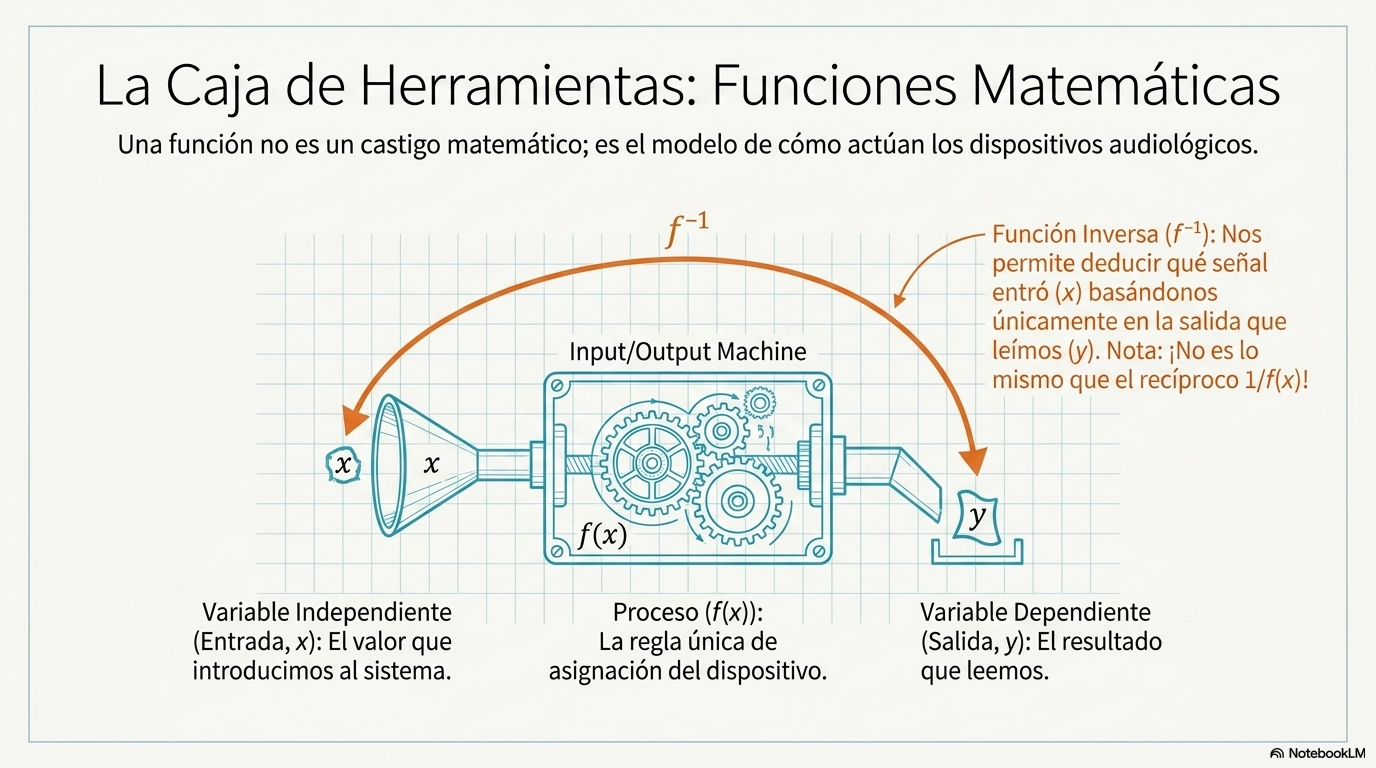 La Caja de Herramientas: Funciones Matemáticas
Una función no es un castigo matemático; es el modelo de cómo actúan los dispositivos audiológicos.
f⁻¹
Función Inversa (f⁻¹): Nos
permite deducir qué señal
entró (x) basándonos
únicamente en la salida que
leímos (y). Nota: ¡No es lo
mismo que el recíproco 1/f(x)!
Input/Output Machine
x
x
f(x)
y
Variable Independiente
(Entrada, x): El valor que
introducimos al sistema.
Proceso (f(x)):
La regla única de
asignación del dispositivo.
Variable Dependiente
(Salida, y): El resultado
que leemos.
NotebookLM